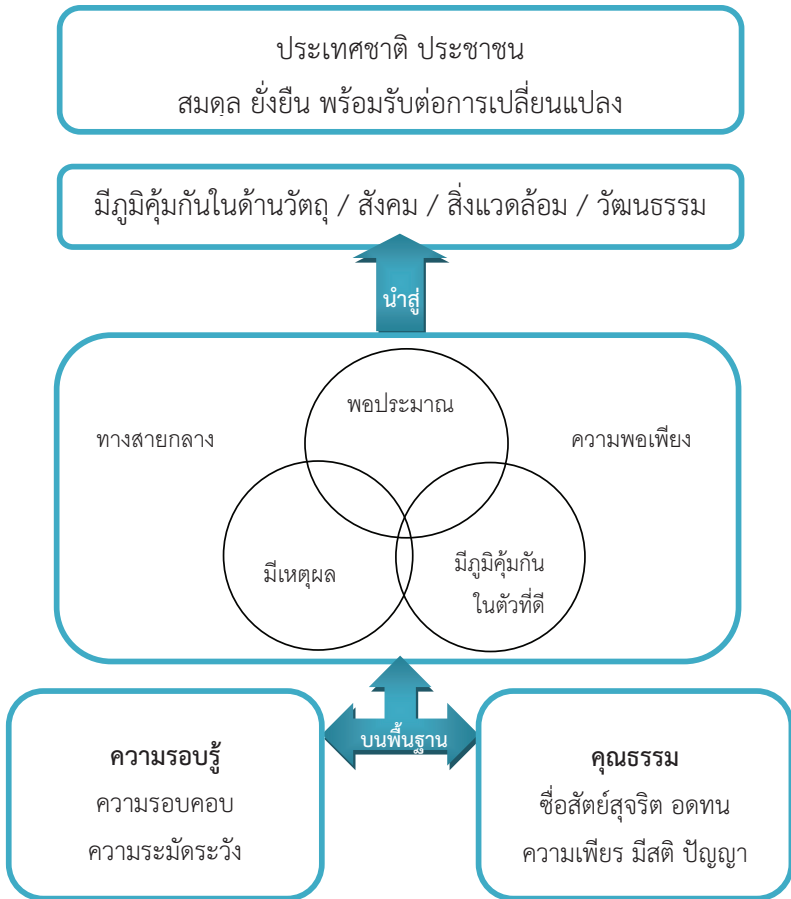 ประเทศชาติ ประชาชน
สมดุล ยั่งยืน พร้อมรับต่อการเปลี่ยนแปลง
มีภูมิคุ้มกันในด้านวัตถุ / สังคม / สิ่งแวดล้อม / วัฒนธรรม
นำสู่
พอประมาณ
ทางสายกลาง
ความพอเพียง
มีเหตุผล
มีภูมิคุ้มกัน
ในตัวที่ดี
บนพื้นฐาน
ความรอบรู้
ความรอบคอบ
ความระมัดระวัง
คุณธรรม
ซื่อสัตย์สุจริต อดทน
ความเพียร มีสติ ปัญญา